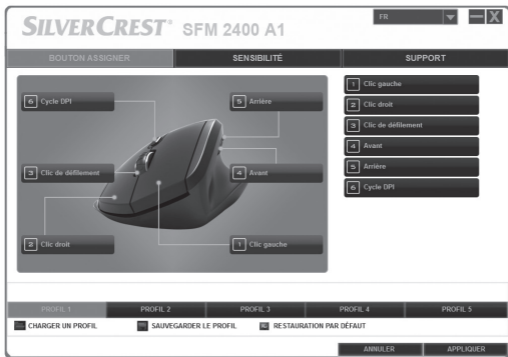 SILVERCREST® SFM 2400 A1
FR
BOUTON ASSIGNER
SENSIBILITÉ
SUPPORT
6 Cycle DPI
5 Arrière
3 Clic de défilement
4 Avant
2 Clic droit
1 Clic gauche
1 Clic gauche
2 Clic droit
3 Clic de défilement
4 Avant
5 Arrière
6 Cycle DPI
PROFIL 1
PROFIL 2
PROFIL 3
PROFIL 4
PROFIL 5
CHARGER UN PROFIL
SAUVEGARDER LE PROFIL
RESTAURATION PAR DÉFAUT
ANNULER
APPLIQUER